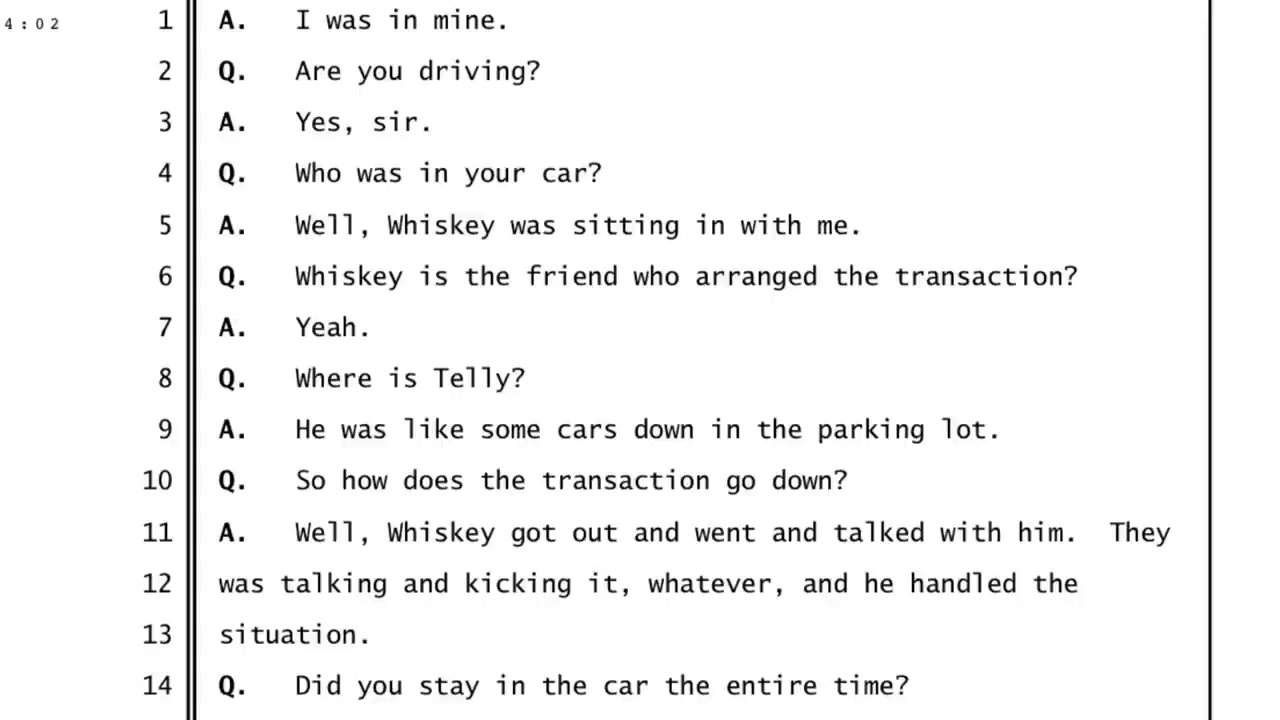 4:02 1 A. I was in mine.
2 Q. Are you driving?
3 A. Yes, sir.
4 Q. Who was in your car?
5 A. Well, Whiskey was sitting in with me.
6 Q. Whiskey is the friend who arranged the transaction?
7 A. Yeah.
8 Q. Where is Telly?
9 A. He was like some cars down in the parking lot.
10 Q. So how does the transaction go down?
11 A. Well, Whiskey got out and went and talked with him. They
12 was talking and kicking it, whatever, and he handled the
13 situation.
14 Q. Did you stay in the car the entire time?